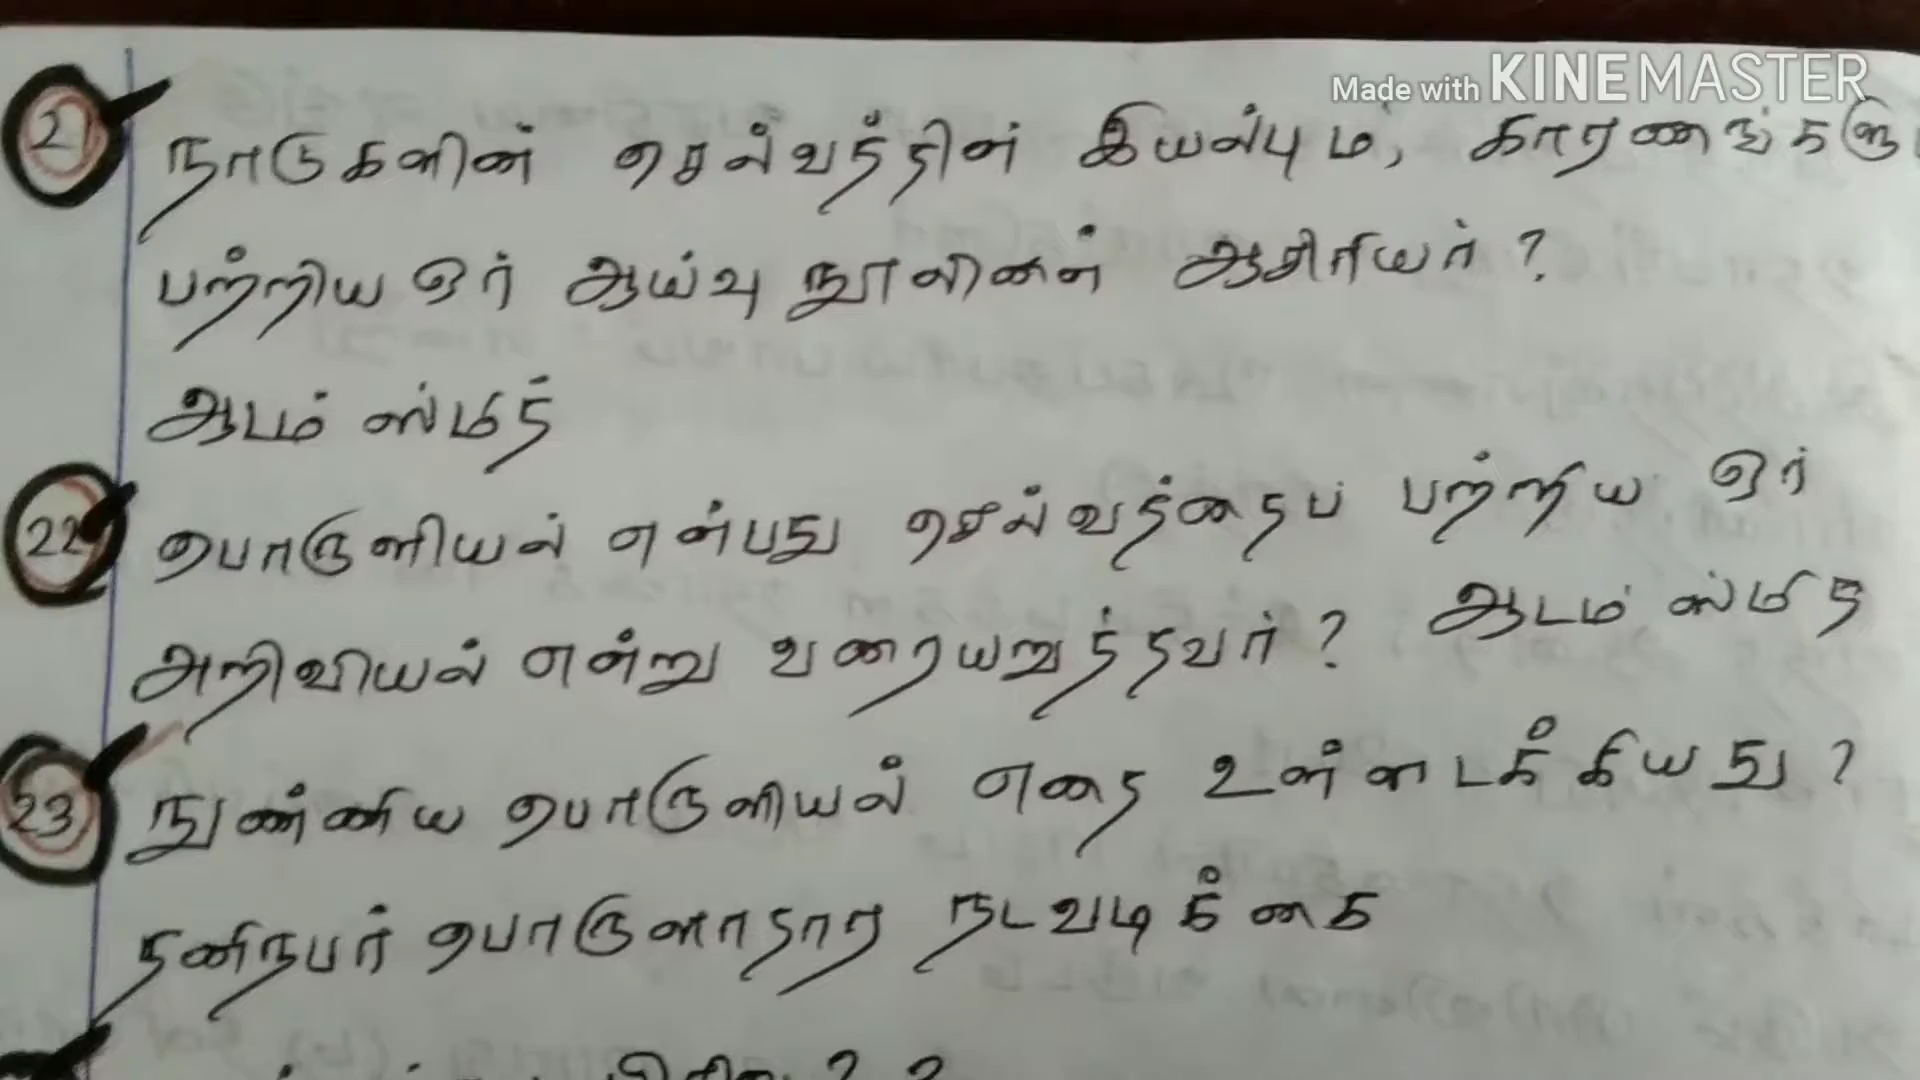 Made with KINEMASTER
21 நாடுகளின் செல்வத்தின் இயல்பும், காரணங்களு
பற்றிய ஓர் ஆய்வு நூலினை ஆசிரியர்?
ஆடம் ஸ்மித்
22 பொருளியல் என்பது செல்வத்தைப் பற்றிய ஓர்
அறிவியல் என்று வரையறுத்தவர்? ஆடம் ஸ்மித்
23 நுண்ணிய பொருளியல் எதை உள்ளடக்கியது?
தனிநபர் பொருளாதார நடவடிக்கை